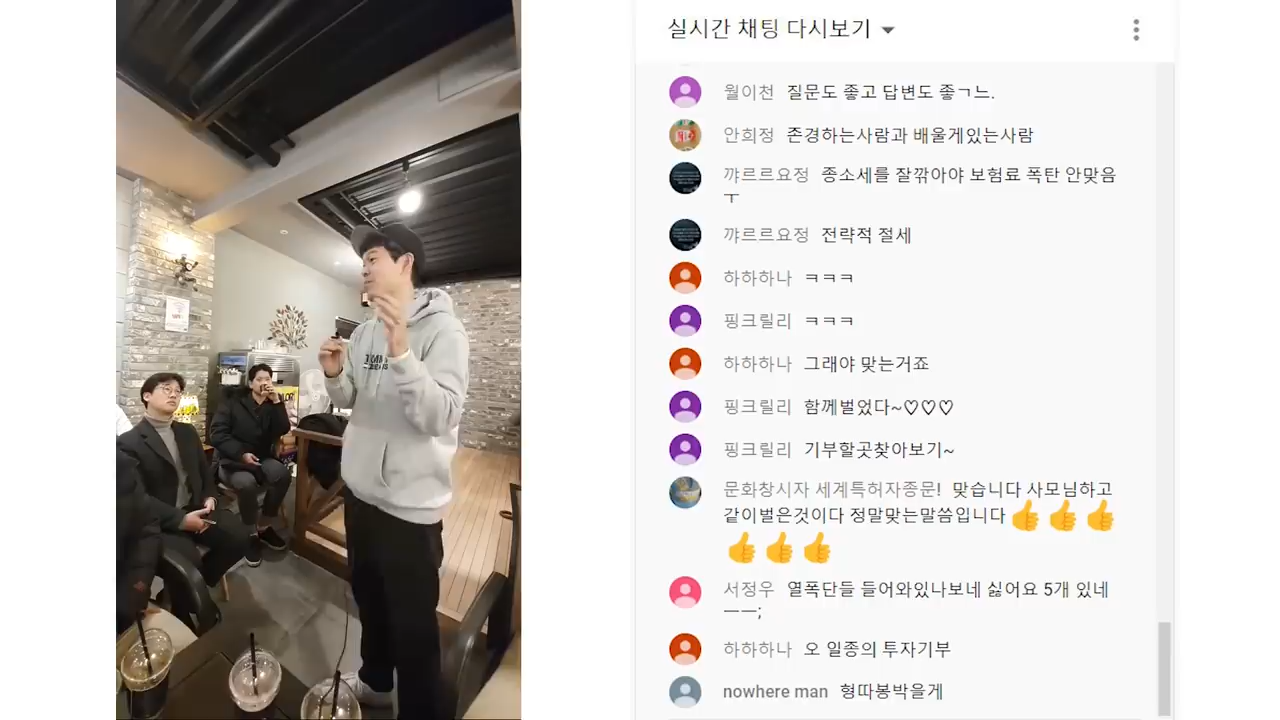 실시간 채팅 다시보기
월이천 질문도 좋고 답변도 좋ㄱ느.
안희정 존경하는사람과 배울게있는사람
꺄르르요정 종소세를 잘깎아야 보험료 폭탄 안맞음
ㅜ
꺄르르요정 전략적 절세
하하하나 ㅋㅋㅋ
핑크릴리 ㅋㅋㅋ
하하하나 그래야 맞는거죠
핑크릴리 함께벌었다~♡♡♡
핑크릴리 기부할곳찾아보기~
문화창시자 세계특허자종문! 맞습니다 사모님하고
같이벌은것이다 정말맞는말씀입니다👍👍👍
👍👍👍
서정우 열폭단들 들어와있나보네 싫어요 5개 있네
ㅡㅡ;
하하하나 오 일종의 투자기부
nowhere man 형따봉박을게